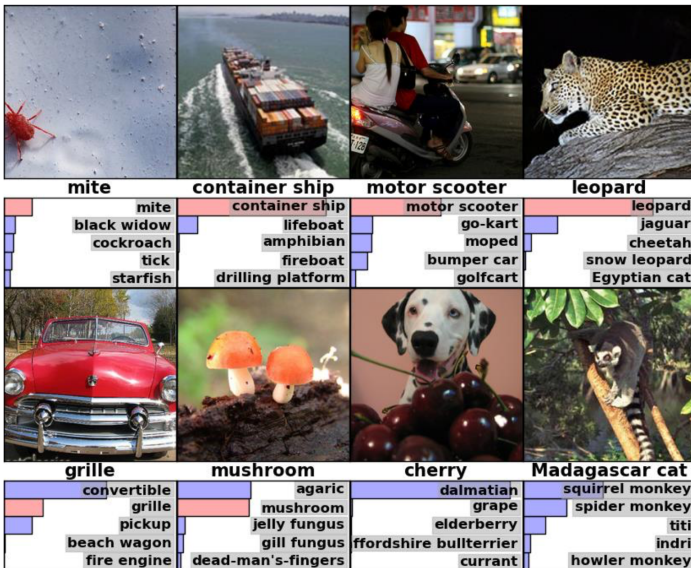 mite
container ship
motor scooter
leopard
mite
black widow
cockroach
tick
starfish
container ship
lifeboat
amphibian
fireboat
drilling platform
motor scooter
go-kart
moped
bumper car
golfcart
leopard
jaguar
cheetah
snow leopard
Egyptian cat
grille
mushroom
cherry
Madagascar cat
convertible
grille
pickup
beach wagon
fire engine
agaric
mushroom
jelly fungus
gill fungus
dead-man's-fingers
dalmatian
grape
elderberry
ffordshire bullterrier
currant
squirrel monkey
spider monkey
titi
indri
howler monkey